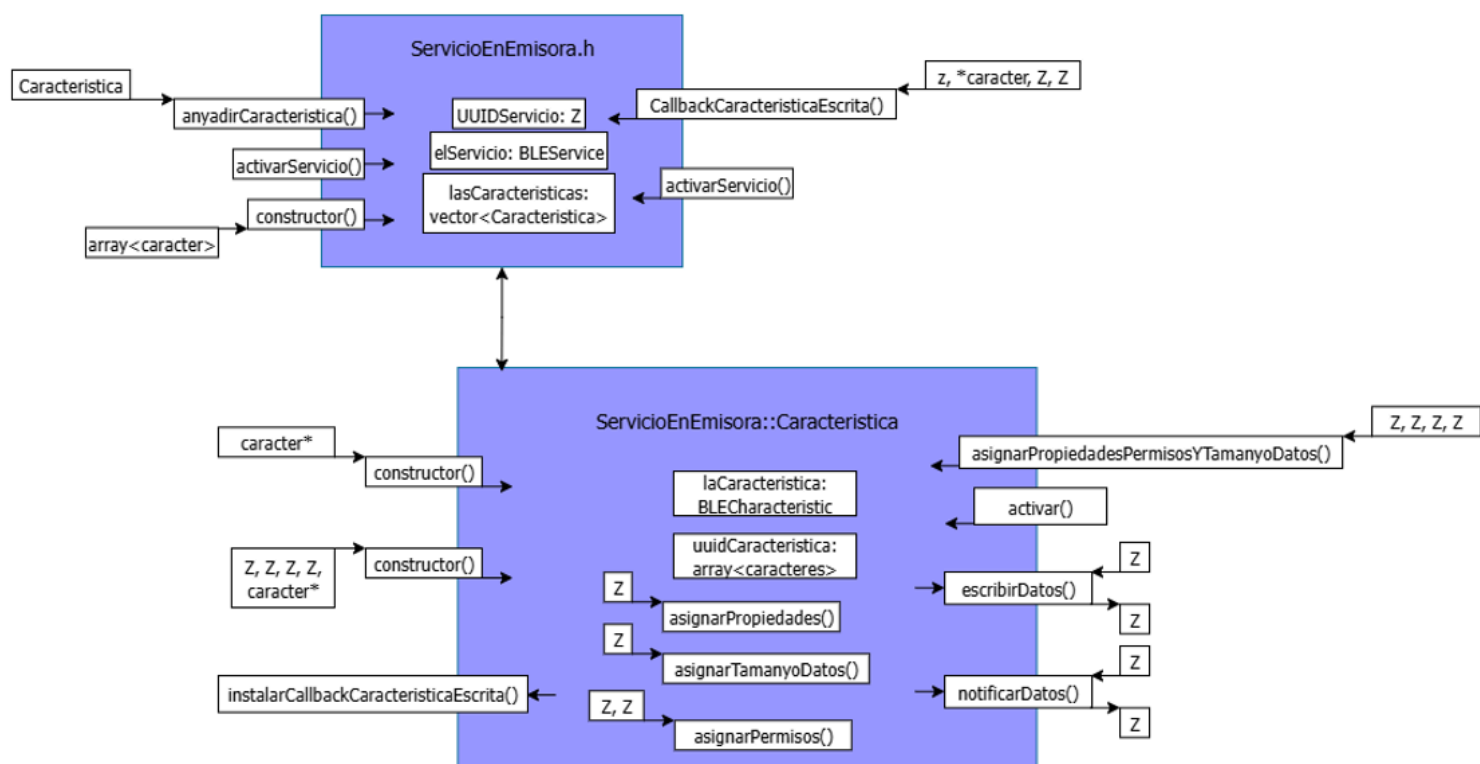 ServicioEnEmisora.h
Caracteristica
anyadirCaracteristica()
activarServicio()
constructor()
array<caracter>
UUIDServicio: Z
elServicio: BLEService
lasCaracteristicas:
vector<Caracteristica>
z, *caracter, Z, Z
CallbackCaracteristicaEscrita()
activarServicio()
ServicioEnEmisora::Caracteristica
caracter*
constructor()
Z, Z, Z, Z,
caracter*
constructor()
instalarCallbackCaracteristicaEscrita()
laCaracteristica:
BLECharacteristic
uuidCaracteristica:
array<caracteres>
Z
asignarPropiedades()
Z
asignarTamanyoDatos()
Z, Z
asignarPermisos()
Z, Z, Z, Z
asignarPropiedadesPermisosYTamanyoDatos()
activar()
Z
escribirDatos()
Z
Z
notificarDatos()
Z